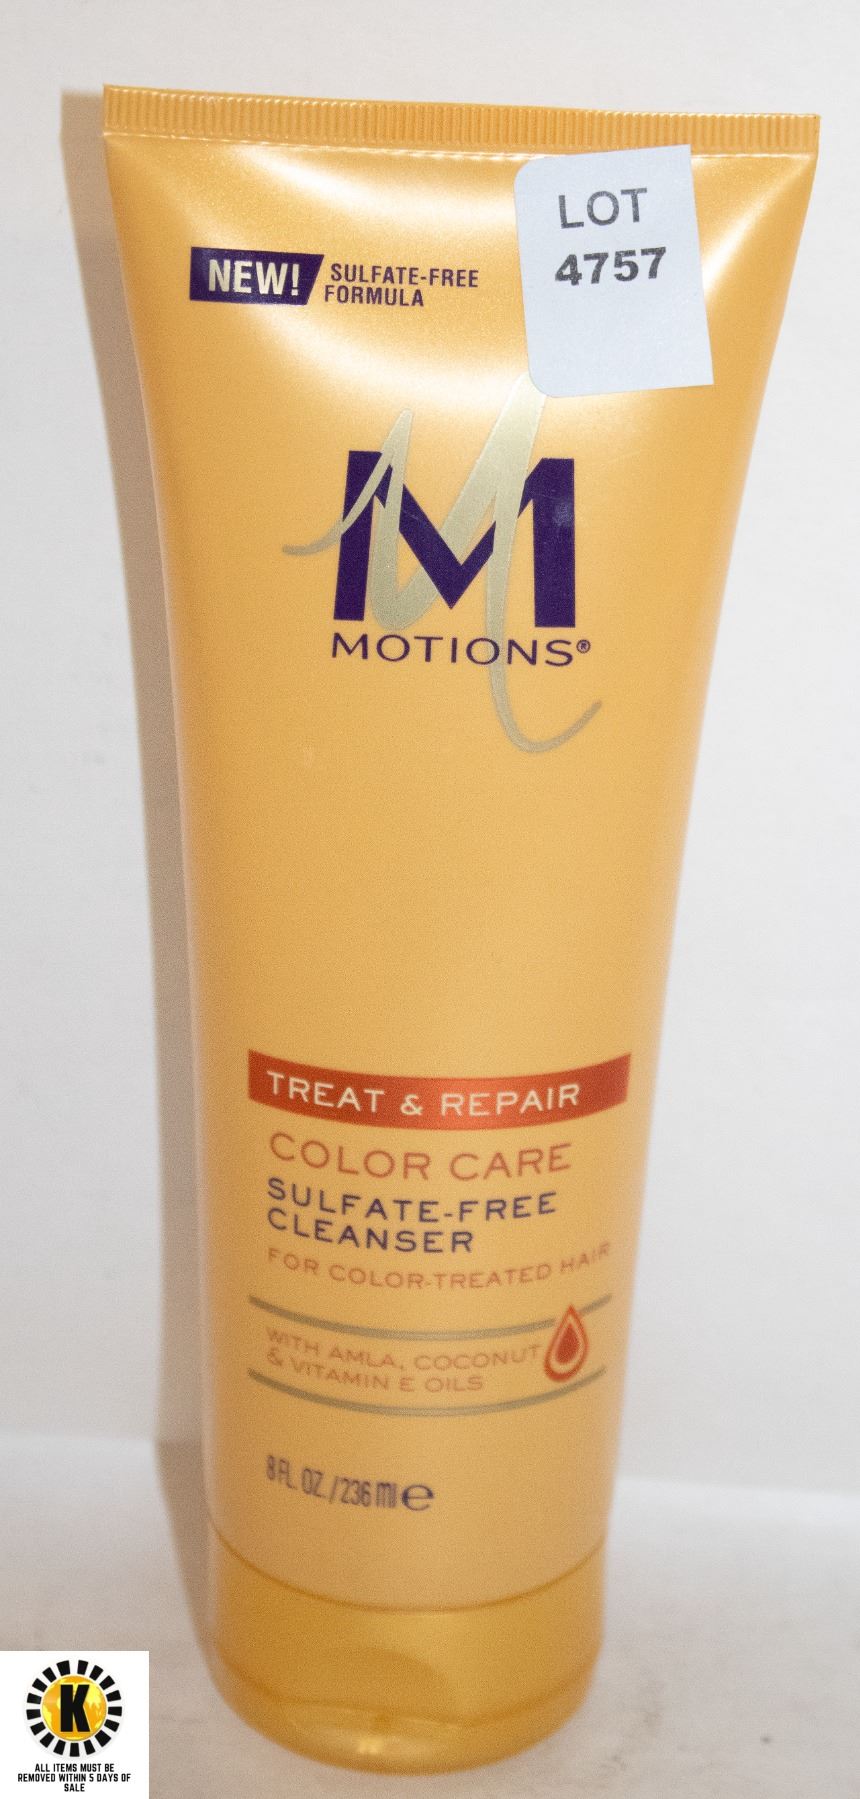 LOT
4757
NEW! SULFATE-FREE
FORMULA
M
MOTIONS®
TREAT & REPAIR
COLOR CARE
SULFATE-FREE
CLEANSER
FOR COLOR-TREATED HAIR
WITH AMLA, COCONUT
& VITAMIN E OILS
8 FL. OZ./236 ml e
K
ALL ITEMS MUST BE
REMOVED WITHIN 5 DAYS OF
SALE